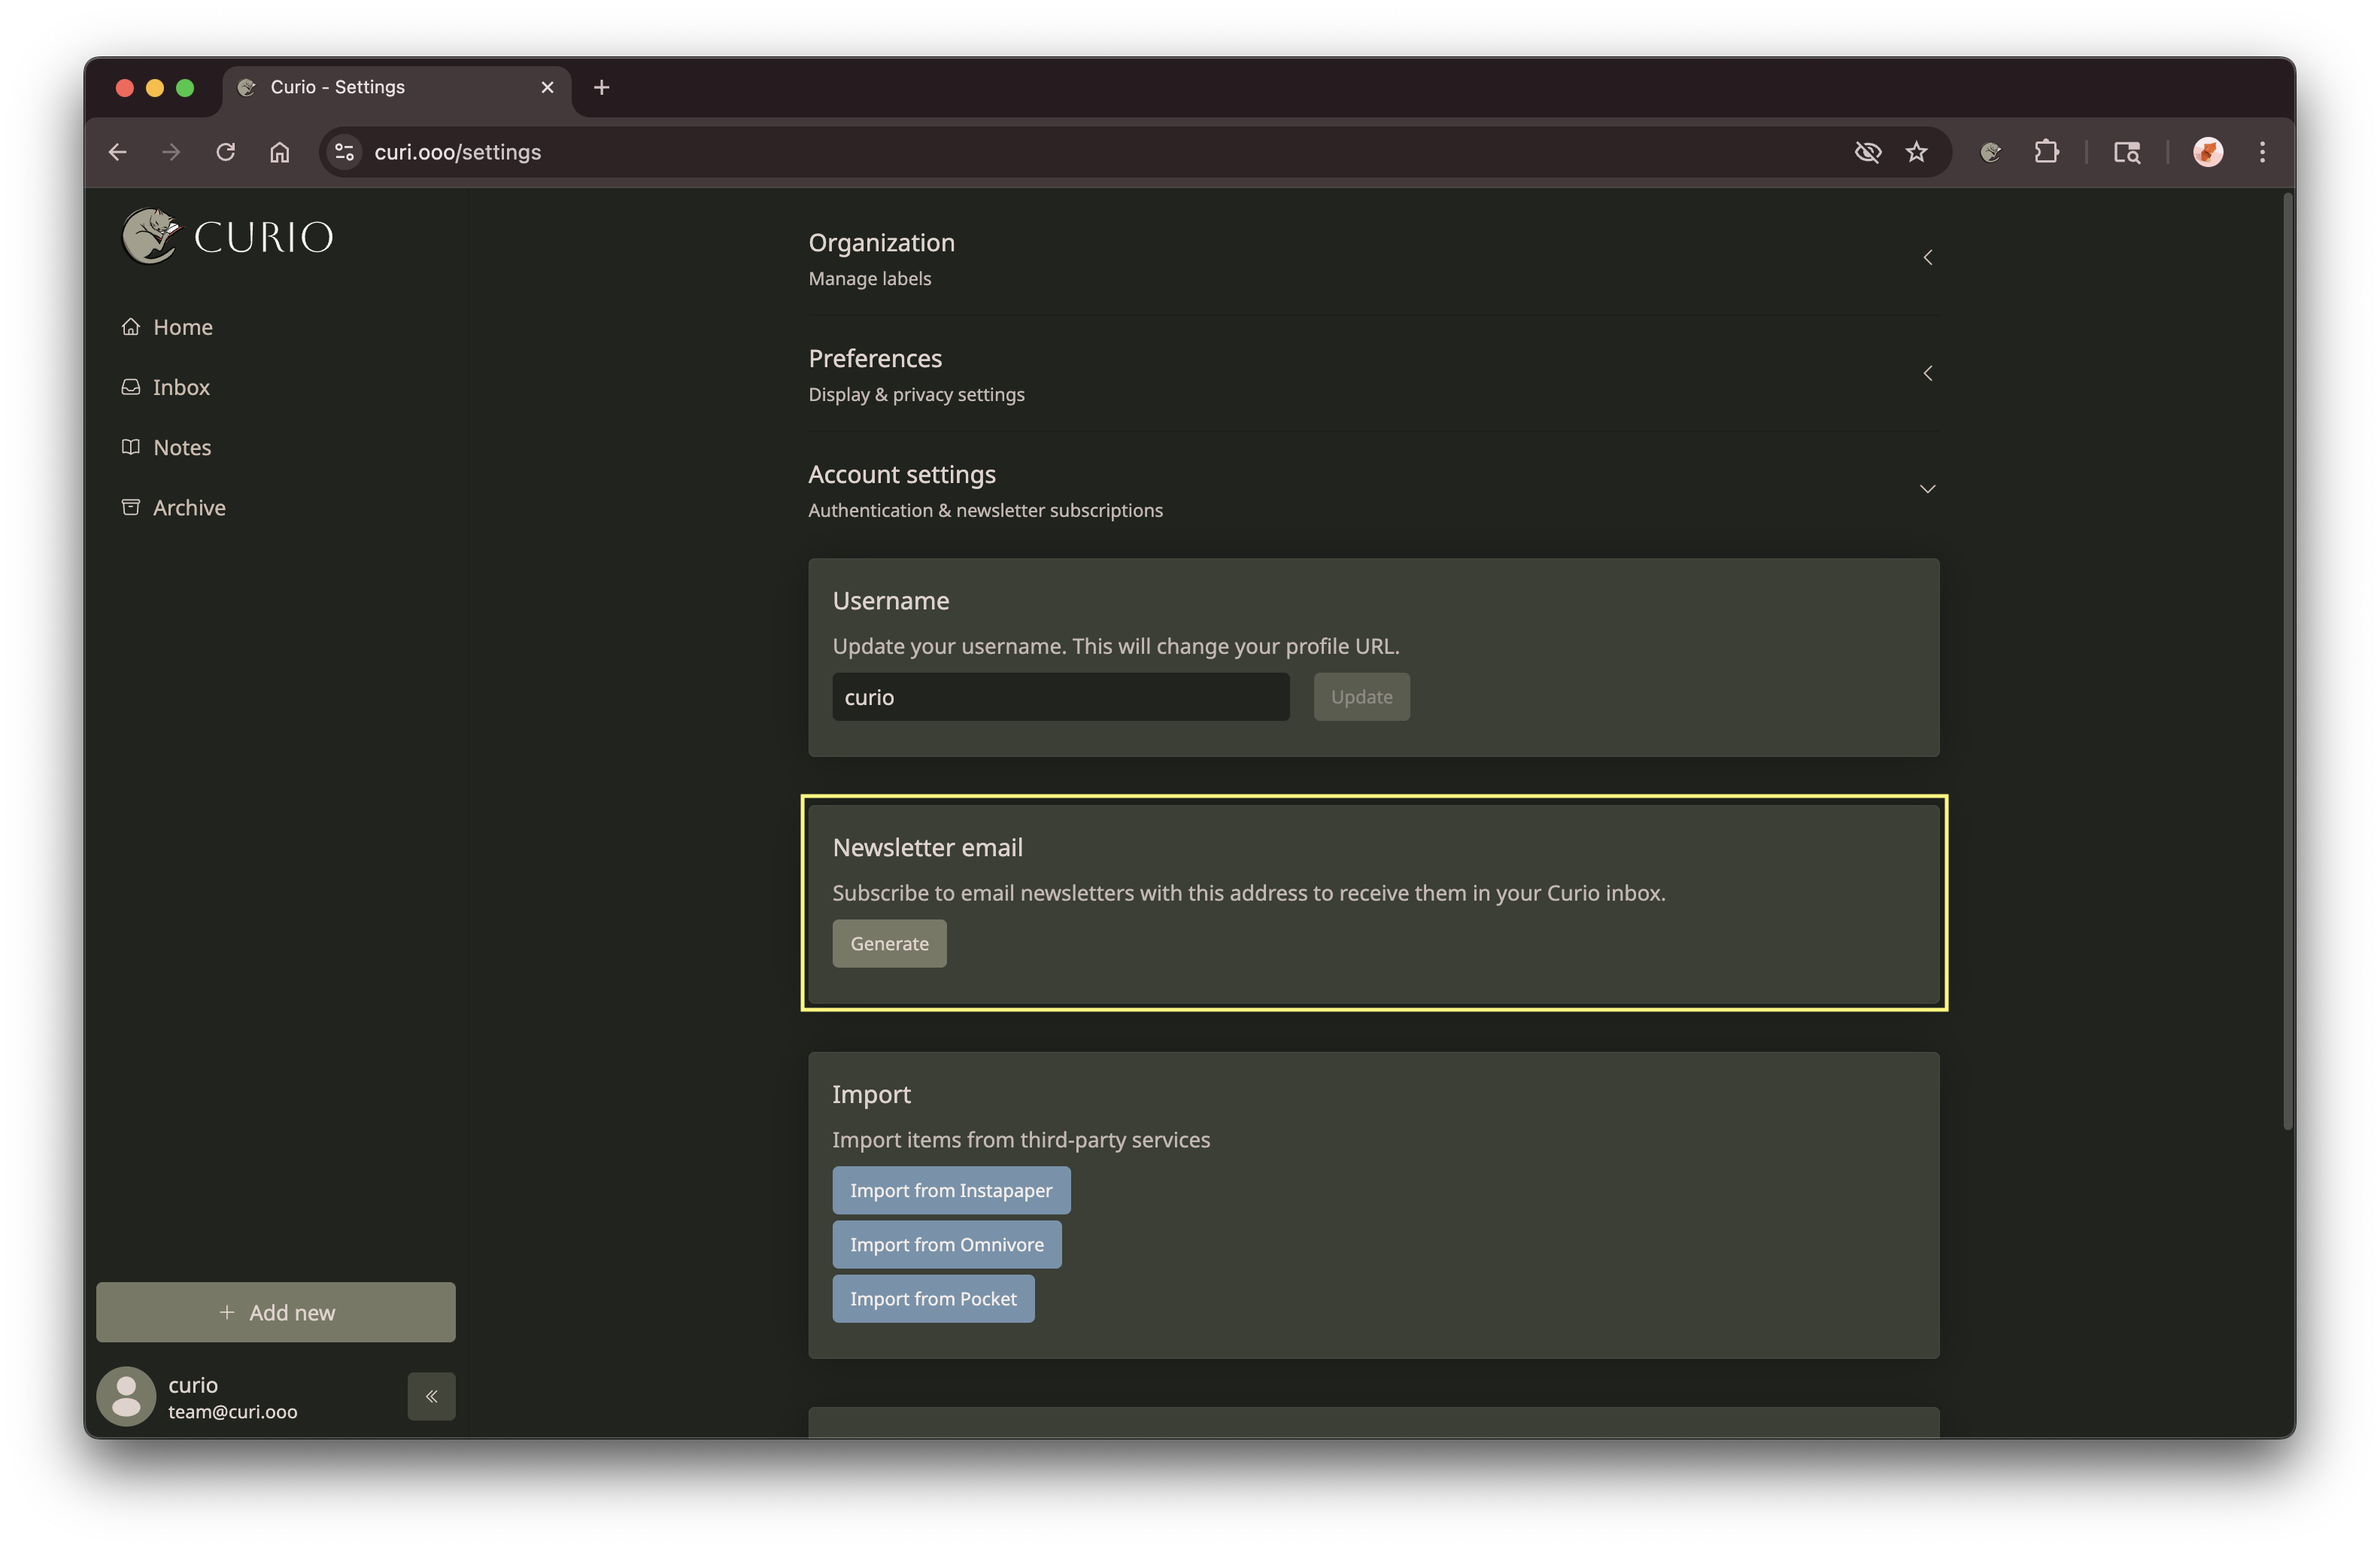 Curio - Settings
curi.ooo/settings
CURIO
Home
Inbox
Notes
Archive
Add new
curio
team@curi.ooo
Organization
Manage labels
Preferences
Display & privacy settings
Account settings
Authentication & newsletter subscriptions
Username
Update your username. This will change your profile URL.
curio
Update
Newsletter email
Subscribe to email newsletters with this address to receive them in your Curio inbox.
Generate
Import
Import items from third-party services
Import from Instapaper
Import from Omnivore
Import from Pocket